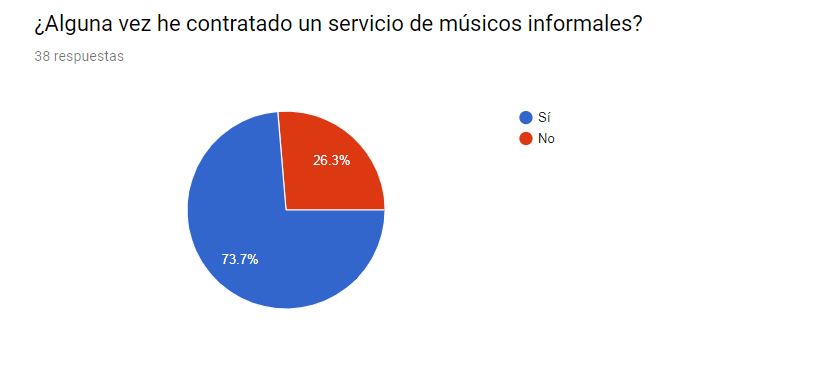 ¿Alguna vez he contratado un servicio de músicos informales?
38 respuestas
Sí
No
26.3%
73.7%